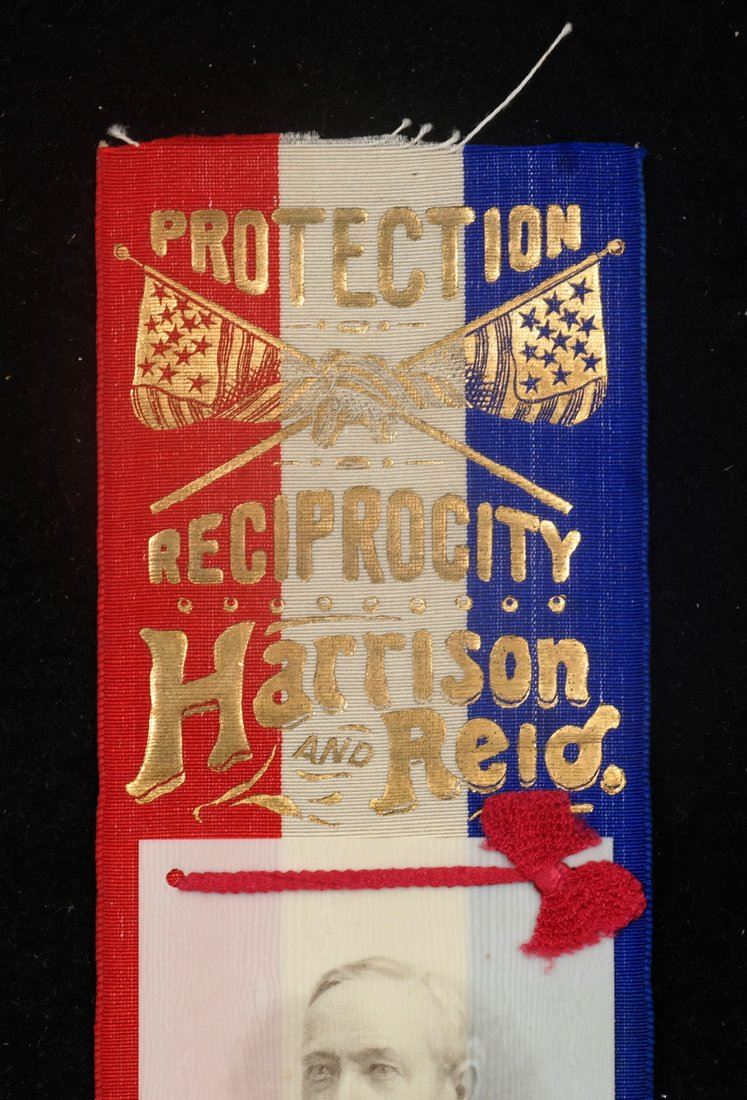 PROTECTION
RECIPROCITY
Harrison
AND Reid.